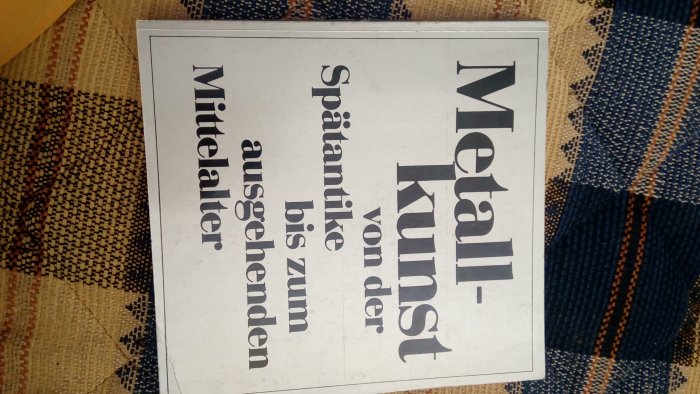 Metall-
kunst
von der
Spätantike
bis zum
ausgehenden
Mittelalter